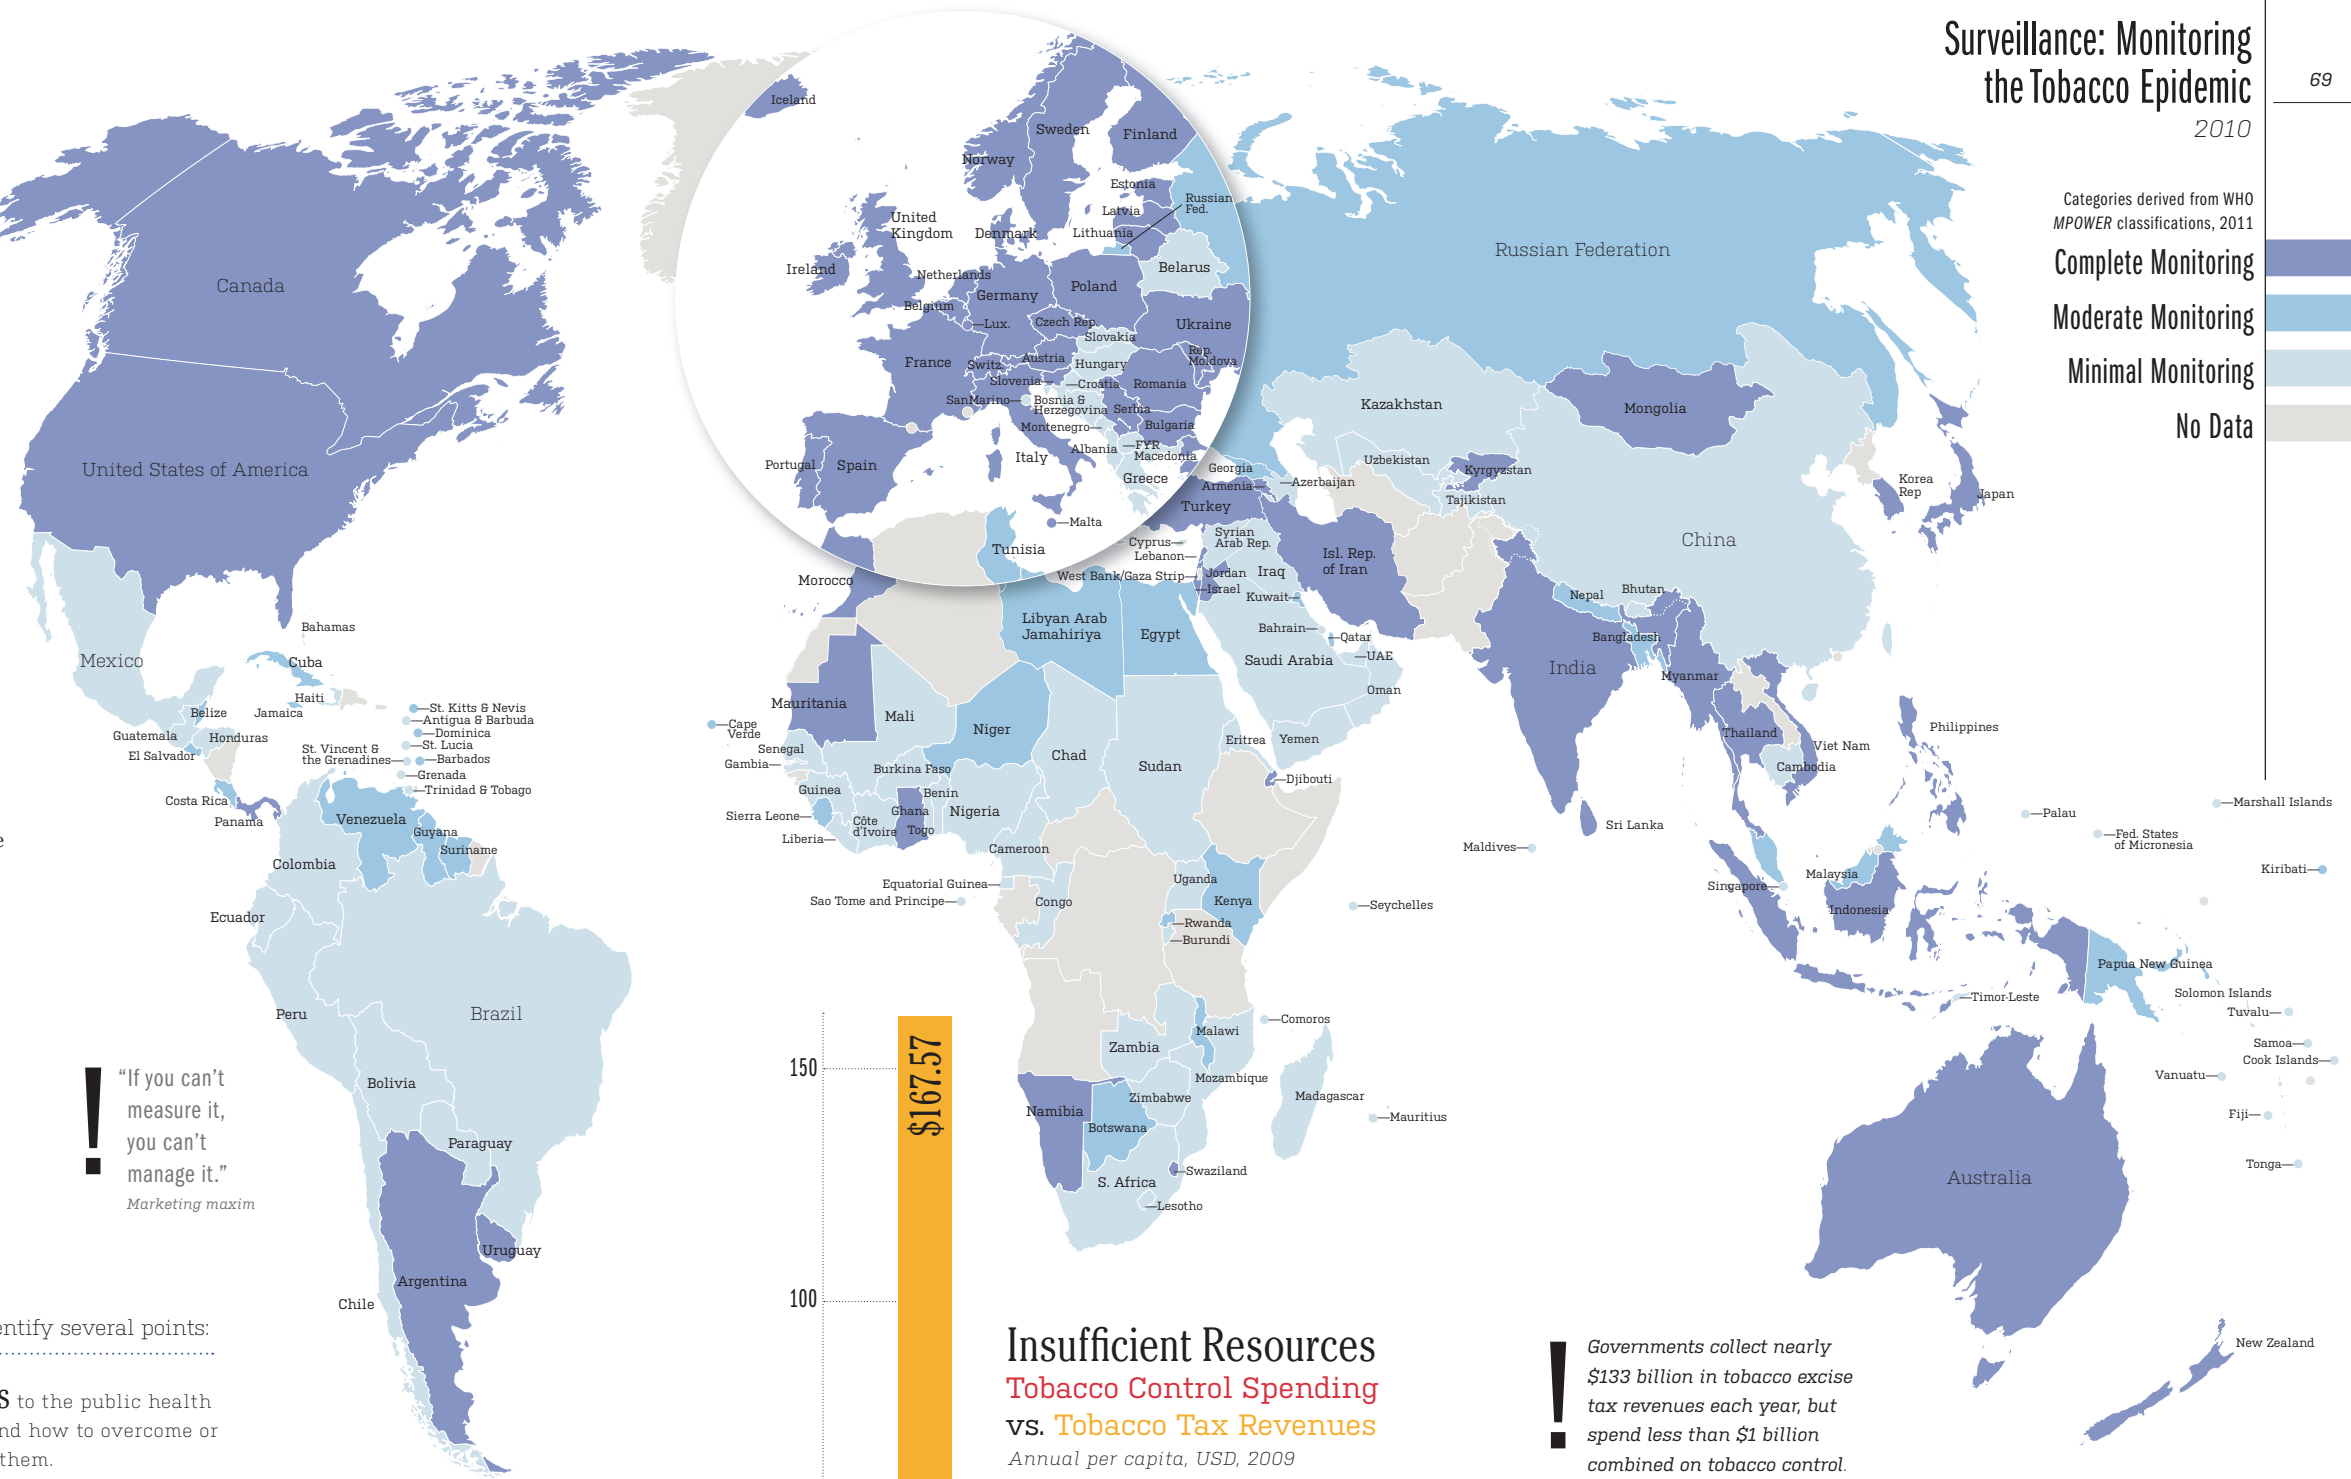 Surveillance: Monitoring
the Tobacco Epidemic
2010
69
Categories derived from WHO
MPOWER classifications, 2011
Complete Monitoring
Moderate Monitoring
Minimal Monitoring
No Data
Iceland
Sweden
Finland
Norway
Estonia
Russian
Fed.
Latvia
United
Kingdom
Denmark
Lithuania
Ireland
Netherlands
Belarus
Germany
Poland
Belgium
Lux.
Czech Rep.
Ukraine
Slovakia
France
Switz.
Austria
Hungary
Rep.
Moldova
Slovenia
Croatia
Romania
SanMarino
Bosnia &
Herzegovina
Serbia
Montenegro
Bulgaria
Albania
FYR
Macedonia
Portugal
Spain
Italy
Greece
Malta
Tunisia
Morocco
Canada
United States of America
Mexico
Bahamas
Cuba
Haiti
Jamaica
Belize
Guatemala
Honduras
El Salvador
Costa Rica
Panama
St. Kitts & Nevis
Antigua & Barbuda
Dominica
St. Lucia
St. Vincent &
the Grenadines
Barbados
Grenada
Trinidad & Tobago
Venezuela
Guyana
Suriname
Colombia
Ecuador
Peru
Brazil
Bolivia
Paraguay
Uruguay
Argentina
Chile
Russian Federation
Kazakhstan
Mongolia
Uzbekistan
Kyrgyzstan
Georgia
Azerbaijan
Armenia
Tajikistan
Turkey
Korea
Rep
Japan
China
Cyprus
Lebanon
Syrian
Arab Rep.
West Bank/Gaza Strip
Jordan
Iraq
Israel
Isl. Rep.
of Iran
Kuwait
Bahrain
Qatar
UAE
Saudi Arabia
Oman
Yemen
Nepal
Bhutan
Bangladesh
India
Myanmar
Thailand
Viet Nam
Cambodia
Philippines
Sri Lanka
Maldives
Malaysia
Singapore
Indonesia
Palau
Marshall Islands
Fed. States
of Micronesia
Kiribati
Papua New Guinea
Solomon Islands
Timor-Leste
Tuvalu
Samoa
Cook Islands
Vanuatu
Fiji
Tonga
Australia
New Zealand
Libyan Arab
Jamahiriya
Egypt
Mauritania
Mali
Niger
Cape
Verde
Senegal
Gambia
Burkina Faso
Chad
Sudan
Eritrea
Djibouti
Guinea
Benin
Sierra Leone
Ghana
Nigeria
Côte
d'Ivoire
Togo
Liberia
Cameroon
Equatorial Guinea
Sao Tome and Principe
Congo
Uganda
Kenya
Rwanda
Burundi
Seychelles
Comoros
Malawi
Zambia
Mozambique
Zimbabwe
Madagascar
Mauritius
Namibia
Botswana
Swaziland
S. Africa
Lesotho
! "If you can't
measure it,
you can't
manage it."
Marketing maxim
entify several points:
s to the public health
nd how to overcome or
them.
e
150
100
$167.57
Insufficient Resources
Tobacco Control Spending
vs. Tobacco Tax Revenues
Annual per capita, USD, 2009
! Governments collect nearly
$133 billion in tobacco excise
tax revenues each year, but
spend less than $1 billion
combined on tobacco control.